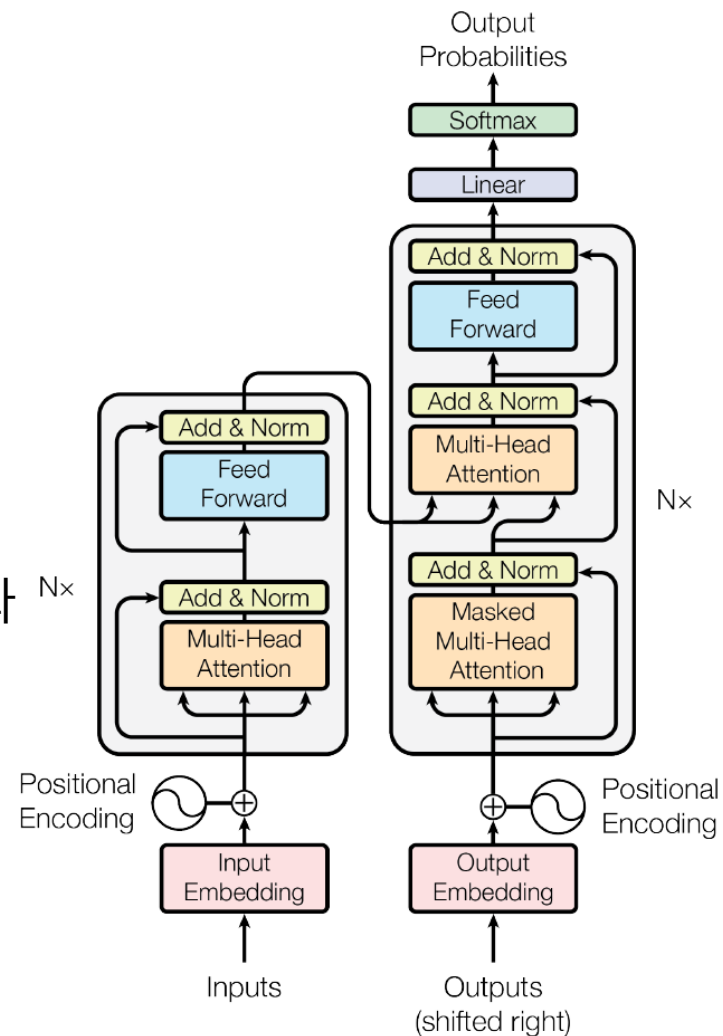 Output
Probabilities
Softmax
Linear
Add & Norm
Feed
Forward
Add & Norm
Multi-Head
Attention
Add & Norm
Masked
Multi-Head
Attention
Nx
Add & Norm
Feed
Forward
Add & Norm
Multi-Head
Attention
Nx
Positional
Encoding
Positional
Encoding
Input
Embedding
Output
Embedding
Inputs
Outputs
(shifted right)